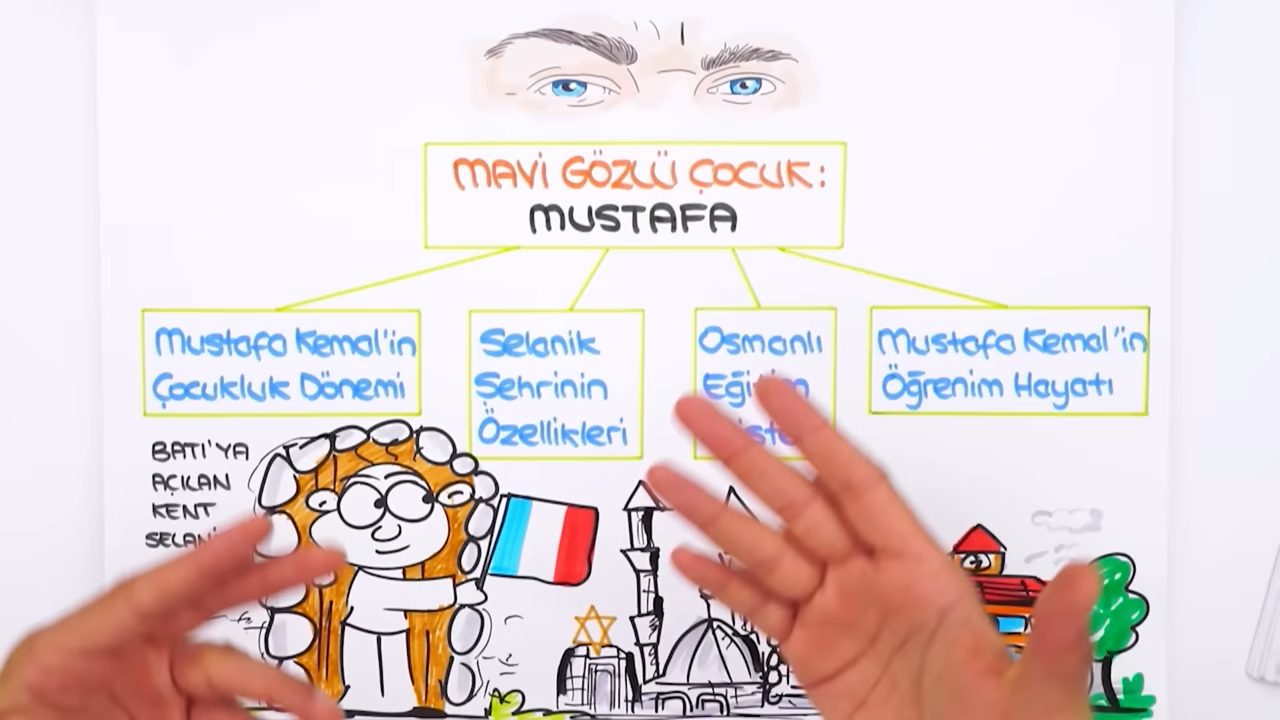 MAVİ GÖZLÜ ÇOCUK:
MUSTAFA
Mustafa Kemal'in
Çocukluk Dönemi
Selanik
Şehrinin
Özellikleri
Osmanlı
Mustafa Kemal'in
Öğrenim Hayatı
BATI'YA
AÇILAN
KENT